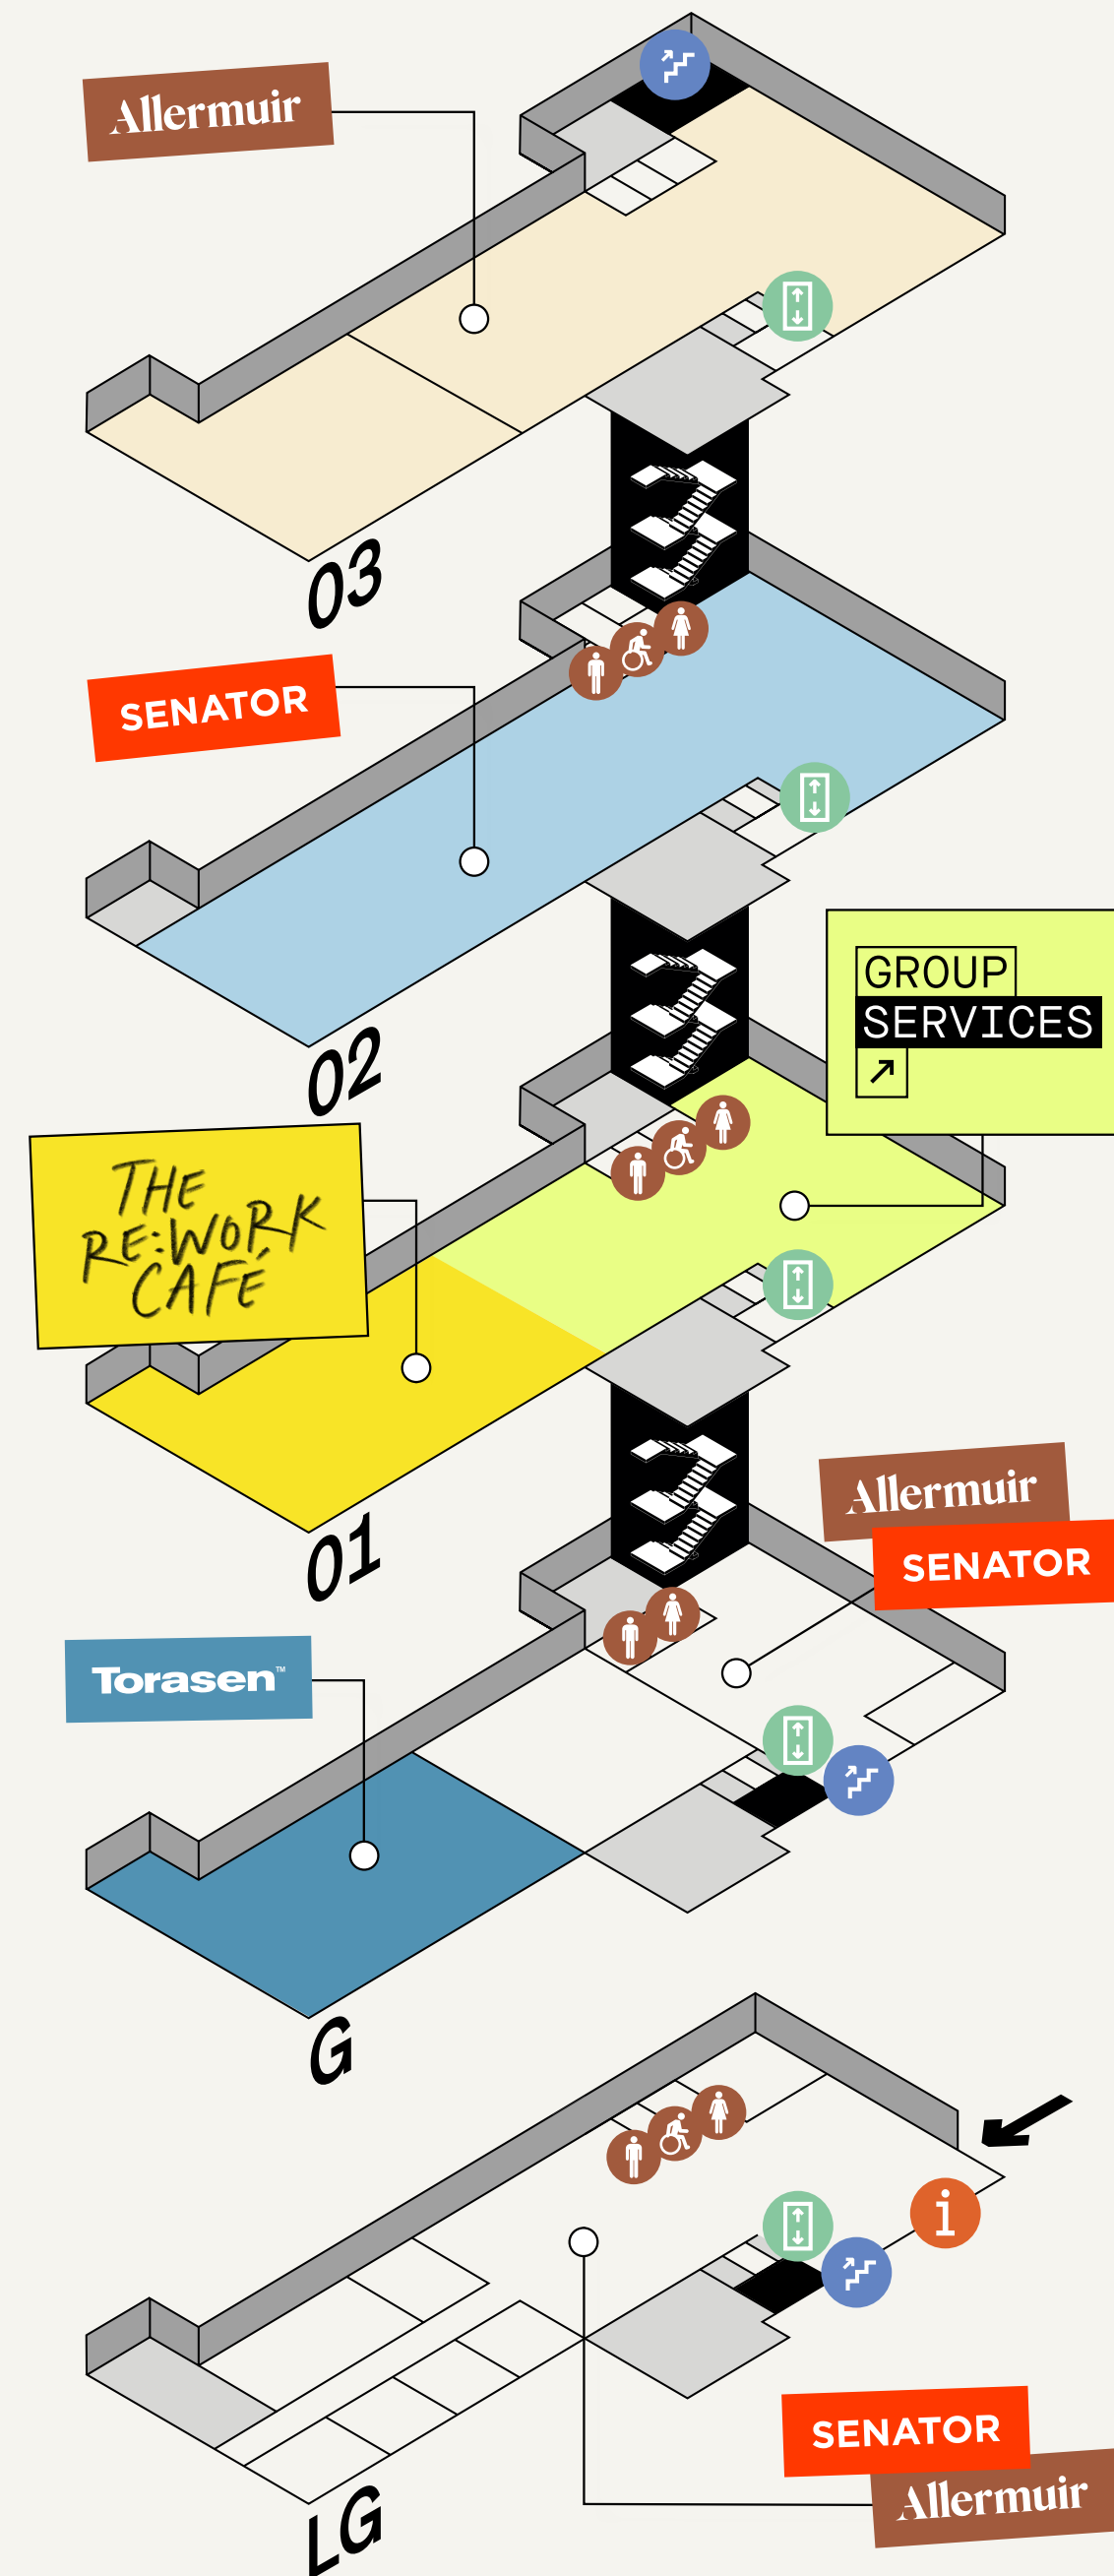 Allermuir
03
SENATOR
02
GROUP
SERVICES
↗
THE
RE:WORK
CAFÉ
01
Allermuir
SENATOR
Torasen™
G
i
SENATOR
Allermuir
LG